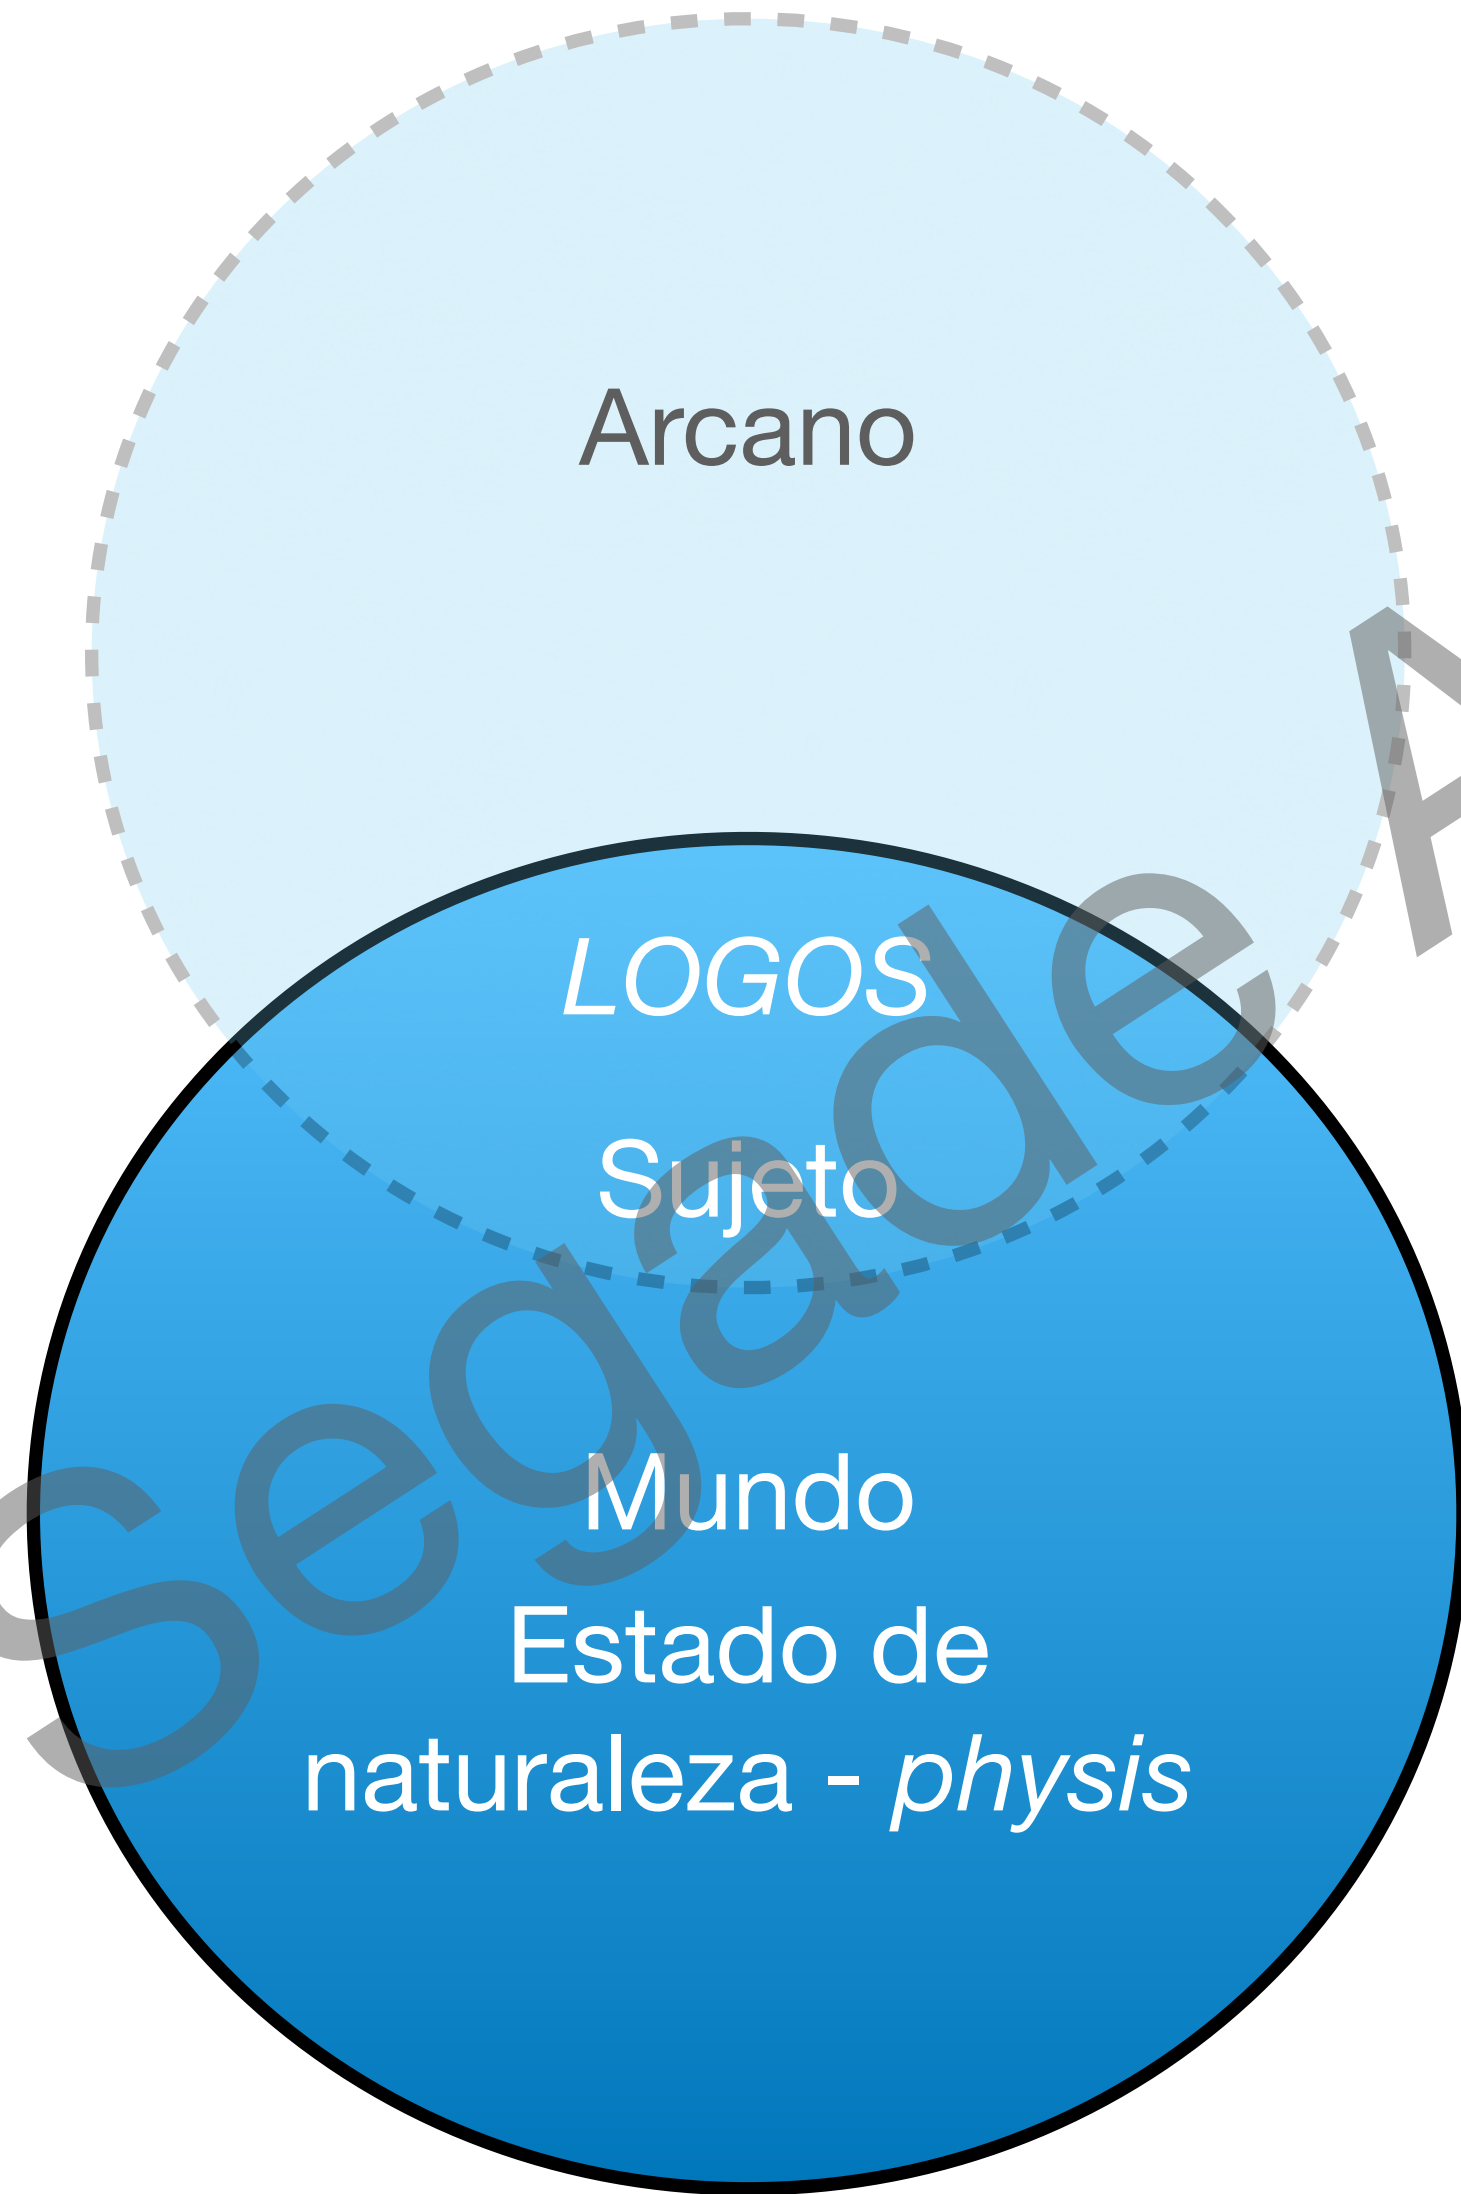 Arcano
LOGOS
Sujeto
Mundo
Estado de
naturaleza - physis
Segade A